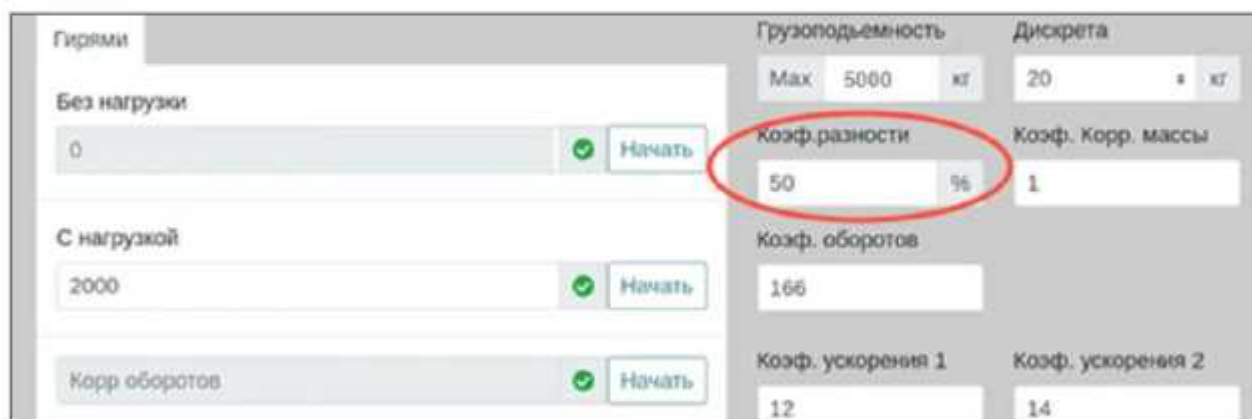 Гирями
Без нагрузки
0 Начать
С нагрузкой
2000 Начать
Корр оборотов Начать
Грузоподьемность Дискрета
Max 5000 кг 20 кг
Коэф.разности Коэф. Корр. массы
50 % 1
Коэф. оборотов
166
Коэф. ускорения 1 Коэф. ускорения 2
12 14